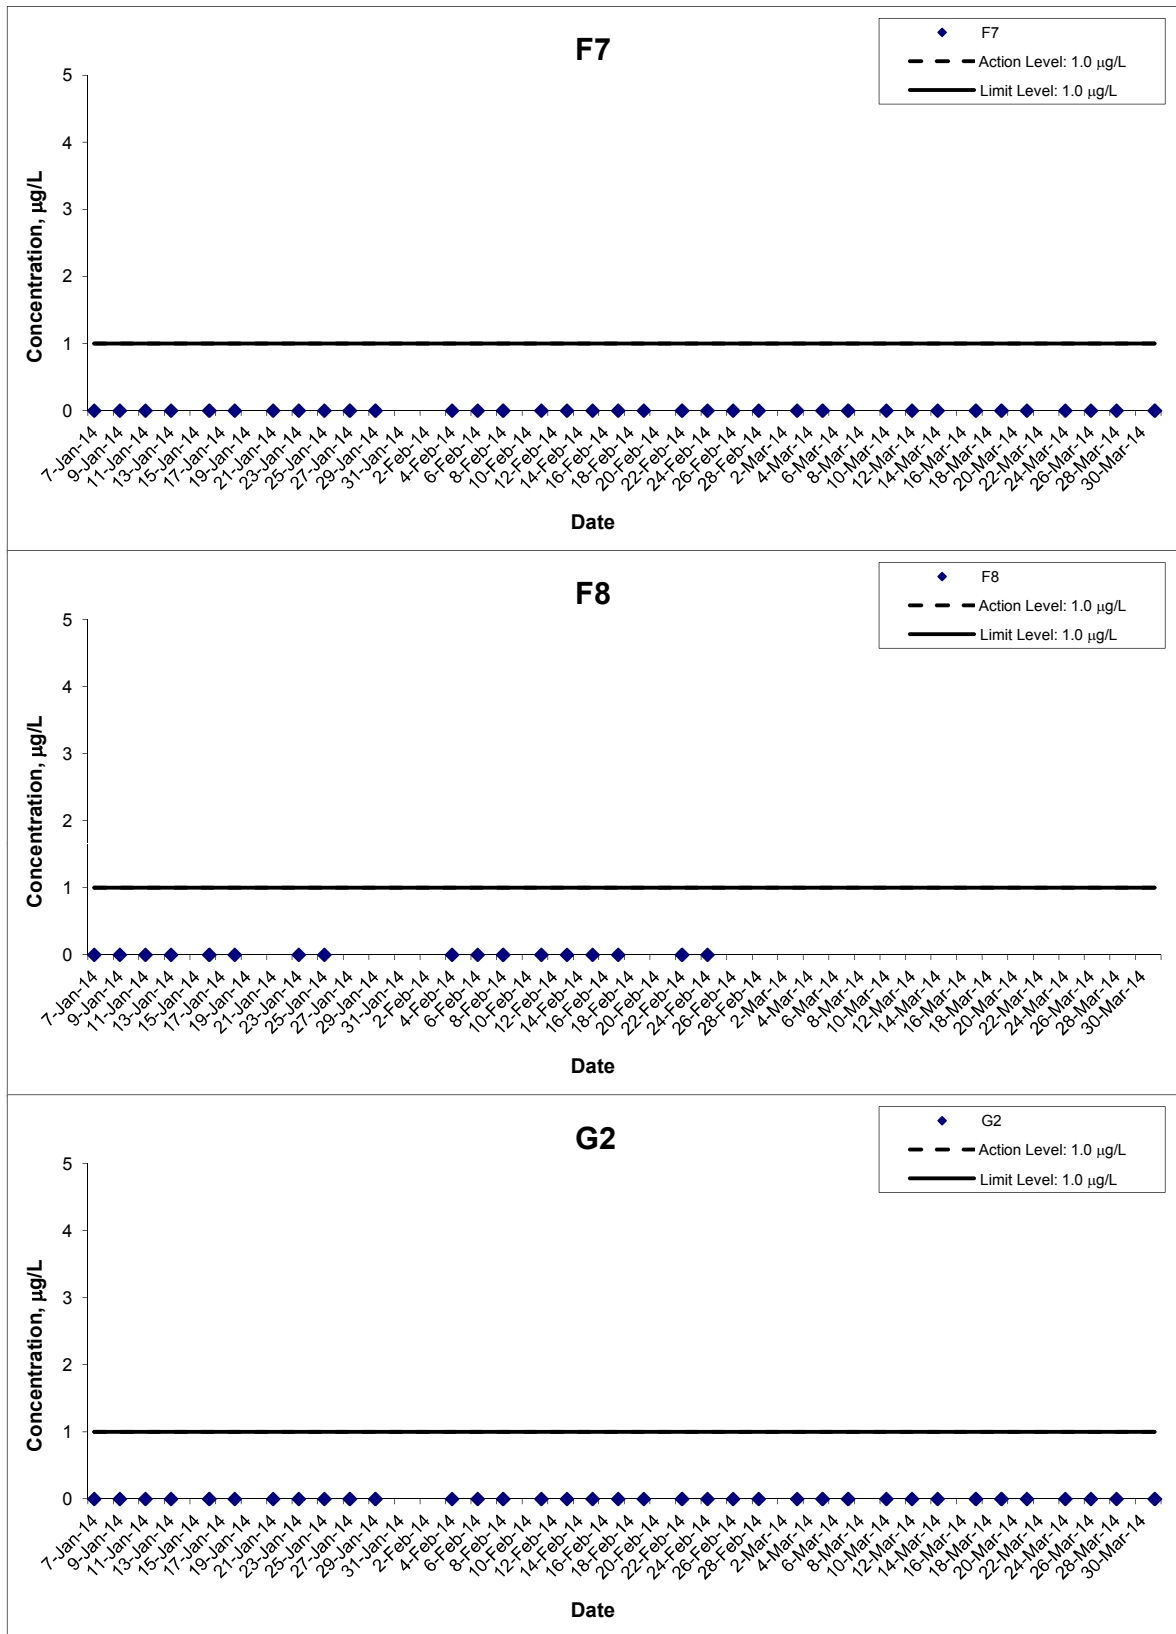 F7
F7
Action Level: 1.0 µg/L
Limit Level: 1.0 µg/L
Concentration, µg/L
5
4
3
2
1
0
7-Jan-14
9-Jan-14
11-Jan-14
13-Jan-14
15-Jan-14
17-Jan-14
19-Jan-14
21-Jan-14
23-Jan-14
25-Jan-14
27-Jan-14
29-Jan-14
31-Jan-14
2-Feb-14
4-Feb-14
6-Feb-14
8-Feb-14
10-Feb-14
12-Feb-14
14-Feb-14
16-Feb-14
18-Feb-14
20-Feb-14
22-Feb-14
24-Feb-14
26-Feb-14
28-Feb-14
2-Mar-14
4-Mar-14
6-Mar-14
8-Mar-14
10-Mar-14
12-Mar-14
14-Mar-14
16-Mar-14
18-Mar-14
20-Mar-14
22-Mar-14
24-Mar-14
26-Mar-14
28-Mar-14
30-Mar-14
Date
F8
F8
Action Level: 1.0 µg/L
Limit Level: 1.0 µg/L
Concentration, µg/L
5
4
3
2
1
0
7-Jan-14
9-Jan-14
11-Jan-14
13-Jan-14
15-Jan-14
17-Jan-14
19-Jan-14
21-Jan-14
23-Jan-14
25-Jan-14
27-Jan-14
29-Jan-14
31-Jan-14
2-Feb-14
4-Feb-14
6-Feb-14
8-Feb-14
10-Feb-14
12-Feb-14
14-Feb-14
16-Feb-14
18-Feb-14
20-Feb-14
22-Feb-14
24-Feb-14
26-Feb-14
28-Feb-14
2-Mar-14
4-Mar-14
6-Mar-14
8-Mar-14
10-Mar-14
12-Mar-14
14-Mar-14
16-Mar-14
18-Mar-14
20-Mar-14
22-Mar-14
24-Mar-14
26-Mar-14
28-Mar-14
30-Mar-14
Date
G2
G2
Action Level: 1.0 µg/L
Limit Level: 1.0 µg/L
Concentration, µg/L
5
4
3
2
1
0
7-Jan-14
9-Jan-14
11-Jan-14
13-Jan-14
15-Jan-14
17-Jan-14
19-Jan-14
21-Jan-14
23-Jan-14
25-Jan-14
27-Jan-14
29-Jan-14
31-Jan-14
2-Feb-14
4-Feb-14
6-Feb-14
8-Feb-14
10-Feb-14
12-Feb-14
14-Feb-14
16-Feb-14
18-Feb-14
20-Feb-14
22-Feb-14
24-Feb-14
26-Feb-14
28-Feb-14
2-Mar-14
4-Mar-14
6-Mar-14
8-Mar-14
10-Mar-14
12-Mar-14
14-Mar-14
16-Mar-14
18-Mar-14
20-Mar-14
22-Mar-14
24-Mar-14
26-Mar-14
28-Mar-14
30-Mar-14
Date